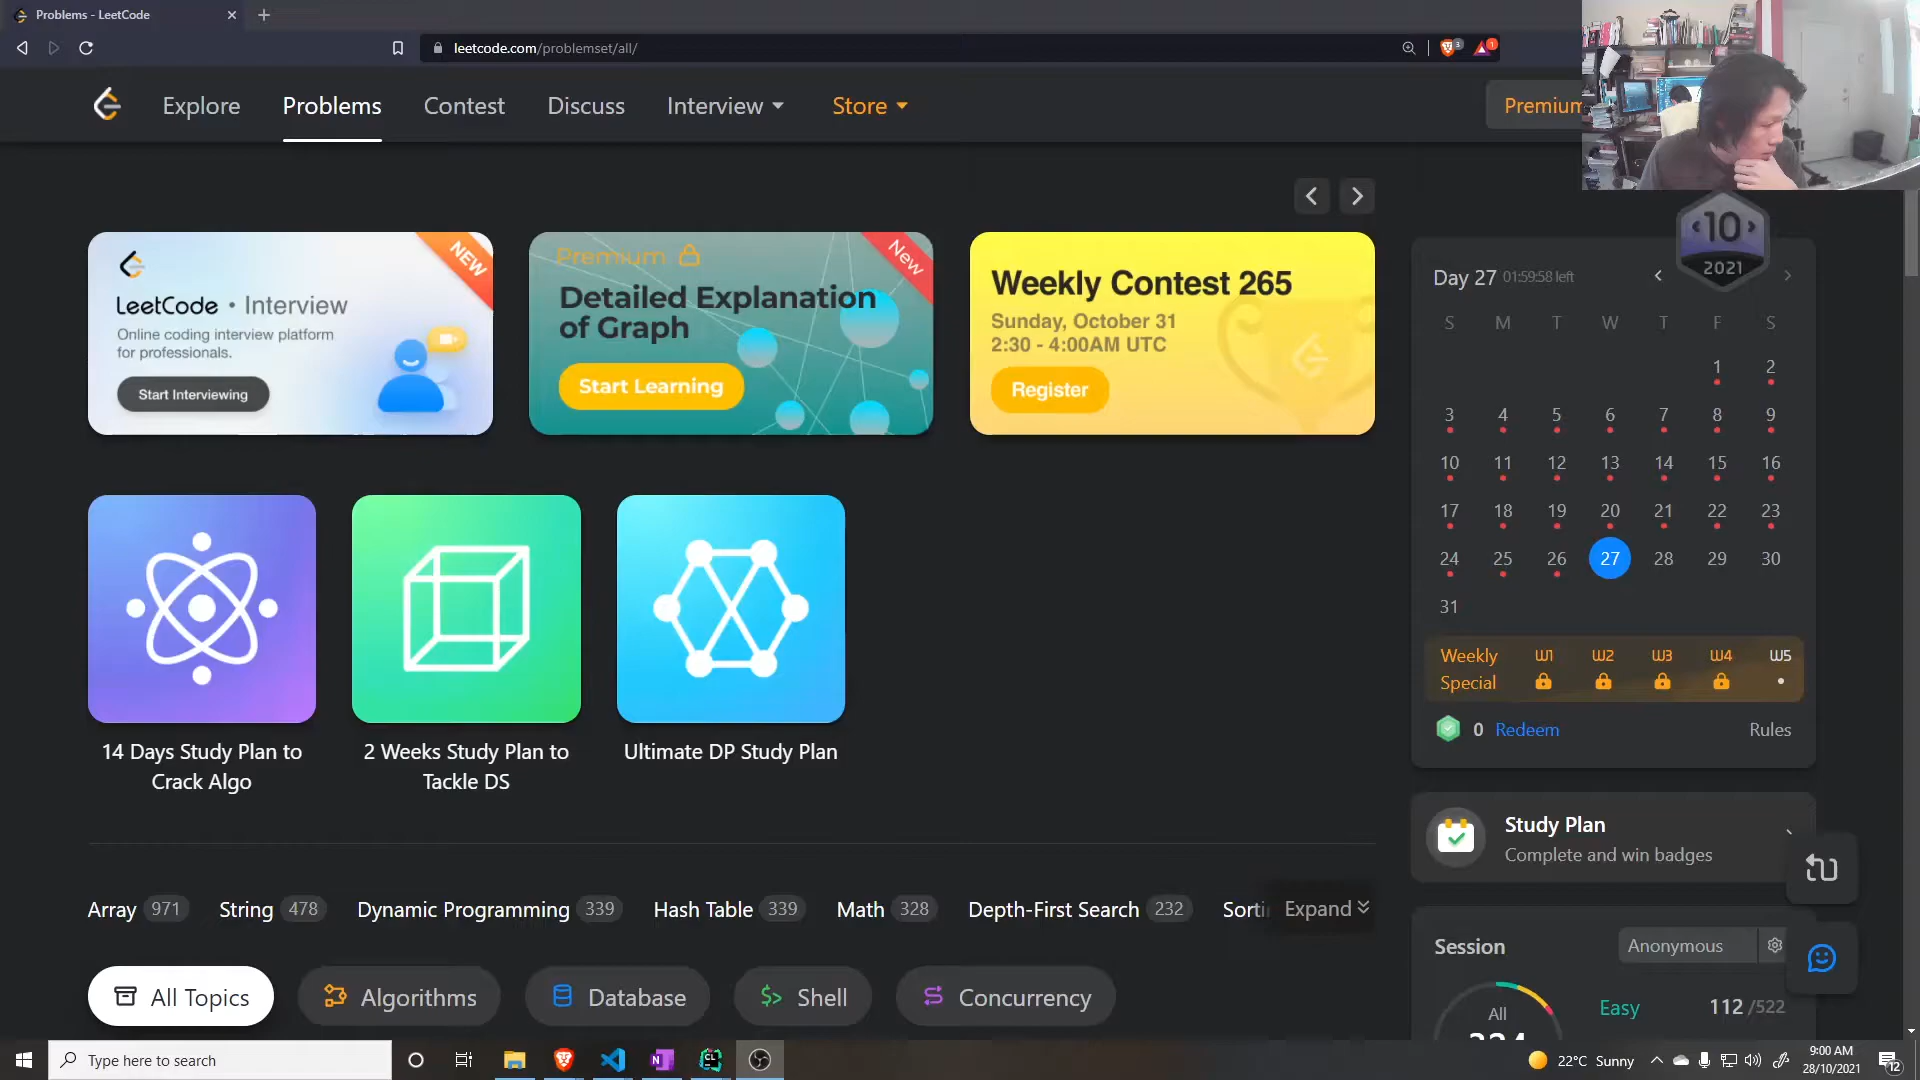 Problems - LeetCode
leetcode.com/problemset/all/
3
1
Explore
Problems
Contest
Discuss
Interview
Store
Premium
NEW
LeetCode • Interview
Online coding interview platform
for professionals.
Start Interviewing
Premium
New
Detailed Explanation
of Graph
Start Learning
Weekly Contest 265
Sunday, October 31
2:30 - 4:00AM UTC
Register
10
2021
Day 27 01:59:58 left
S M T W T F S
1 2
3 4 5 6 7 8 9
10 11 12 13 14 15 16
17 18 19 20 21 22 23
24 25 26 27 28 29 30
31
Weekly
Special
W1 W2 W3 W4 W5
0 Redeem
Rules
14 Days Study Plan to
Crack Algo
2 Weeks Study Plan to
Tackle DS
Ultimate DP Study Plan
Study Plan
Complete and win badges
Array 971
String 478
Dynamic Programming 339
Hash Table 339
Math 328
Depth-First Search 232
Sorti
Expand
Session
Anonymous
All Topics
Algorithms
Database
Shell
Concurrency
All
Easy
112 /522
Type here to search
22°C Sunny
9:00 AM
28/10/2021
12